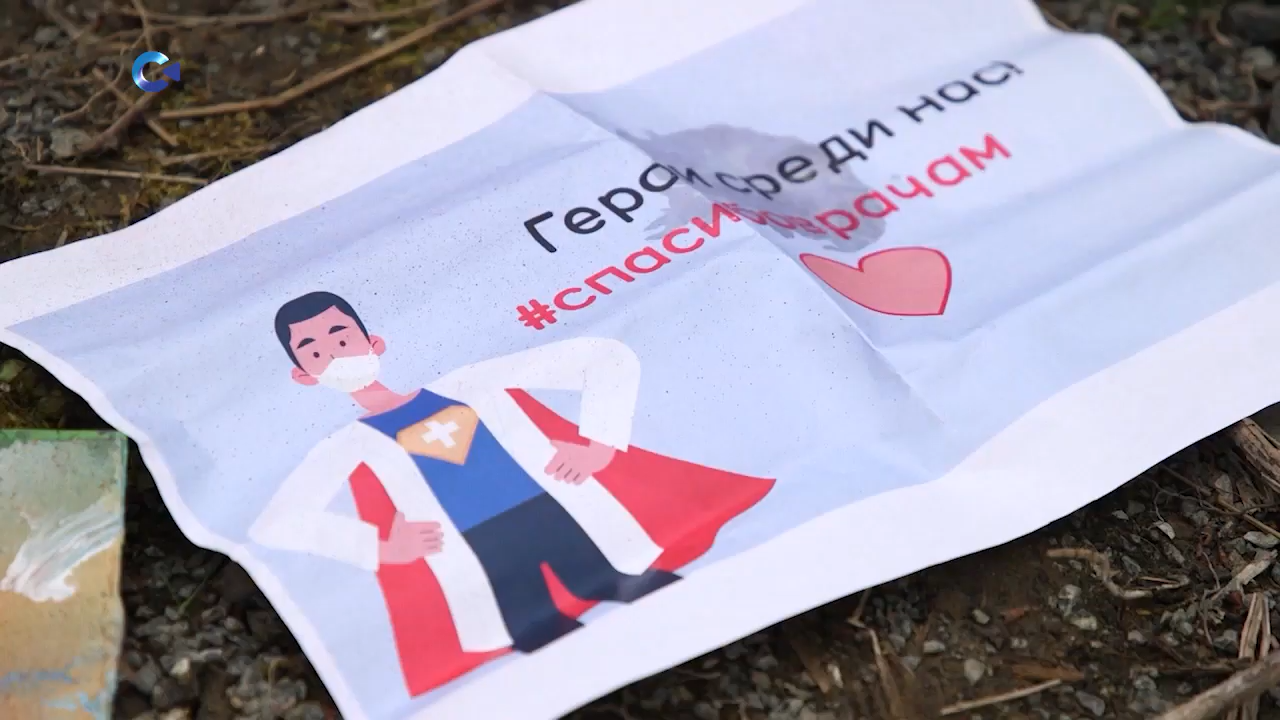 Герои среди нас!
#спасибоврачам